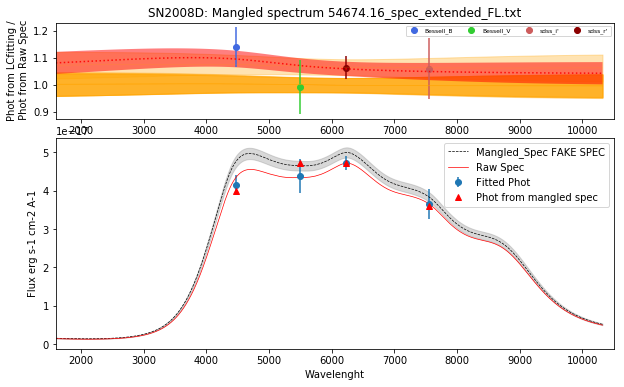 SN2008D: Mangled spectrum 54674.16_spec_extended_FL.txt
Phot from LCfitting /
Phot from Raw Spec
1.2
1.1
1.0
0.9
Bessell_B
Bessell_V
sdss_i'
sdss_r'
2000 3000 4000 5000 6000 7000 8000 9000 10000
1e−17
Flux erg s-1 cm-2 A-1
5
4
3
2
1
0
Mangled_Spec FAKE SPEC
Raw Spec
Fitted Phot
Phot from mangled spec
2000 3000 4000 5000 6000 7000 8000 9000 10000
Wavelenght